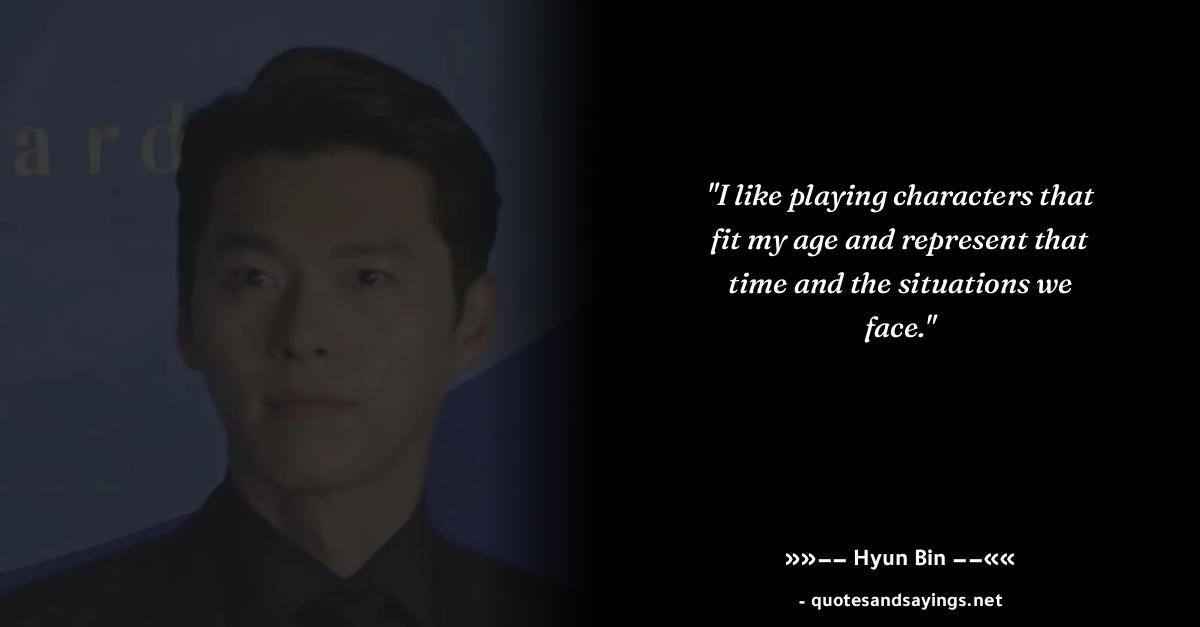 ard
"I like playing characters that
fit my age and represent that
time and the situations we
face."
»»−− Hyun Bin −−««
- quotesandsayings.net